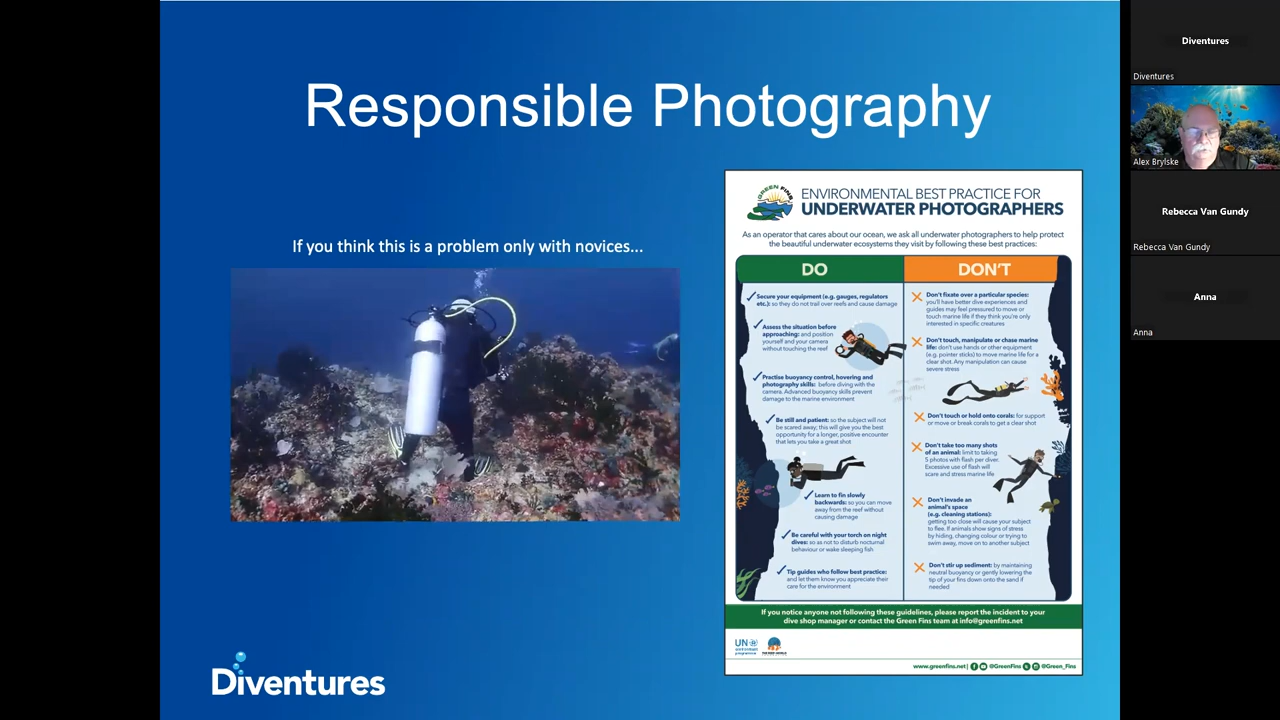 Responsible Photography
If you think this is a problem only with novices...
Diventures
GREEN FINS
ENVIRONMENTAL BEST PRACTICE FOR
UNDERWATER PHOTOGRAPHERS
As an operator that cares about our ocean, we ask all underwater photographers to help protect
the beautiful underwater ecosystems they visit by following these best practices:
DO
Secure your equipment (e.g. gauges, regulators
etc.): so they do not trail over reefs and cause damage
Assess the situation before
approaching: and position
yourself and your camera
without touching the reef
Practise buoyancy control, hovering and
photography skills: before diving with the
camera. Advanced buoyancy skills prevent
damage to the marine environment
Be still and patient: so the subject will not
be scared away; this will give you the best
opportunity for a longer, positive encounter
that lets you take a great shot
Learn to fin slowly
backwards: so you can move
away from the reef without
causing damage
Be careful with your torch on night
dives: so as not to disturb nocturnal
behaviour or wake sleeping fish
Tip guides who follow best practice:
and let them know you appreciate their
care for the environment
DON'T
Don't fixate over a particular species:
you'll have better dive experiences and
guides may feel pressured to move or
touch marine life if they think you're only
interested in specific creatures
Don't touch, manipulate or chase marine
life: don't use hands or other equipment
(e.g. pointer sticks) to move marine life for a
clear shot. Any manipulation can cause
severe stress
Don't touch or hold onto corals: for support
or move or break corals to get a clear shot
Don't take too many shots
of an animal: limit to taking
5 photos with flash per diver.
Excessive use of flash will
scare and stress marine life
Don't invade an
animal's space
(e.g. cleaning stations):
getting too close will cause your subject
to flee. If animals show signs of stress
by hiding, changing colour or trying to
swim away, move on to another subject
Don't stir up sediment: by maintaining
neutral buoyancy or gently lowering the
tip of your fins down onto the sand if
needed
If you notice anyone not following these guidelines, please report the incident to your
dive shop manager or contact the Green Fins team at info@greenfins.net
UN
environment
programme
www.greenfins.net |
@GreenFins
@Green_Fins
Diventures
Diventures
Alex Brylske
Rebecca Van Gundy
Rebecca Van Gundy
Anna
Anna